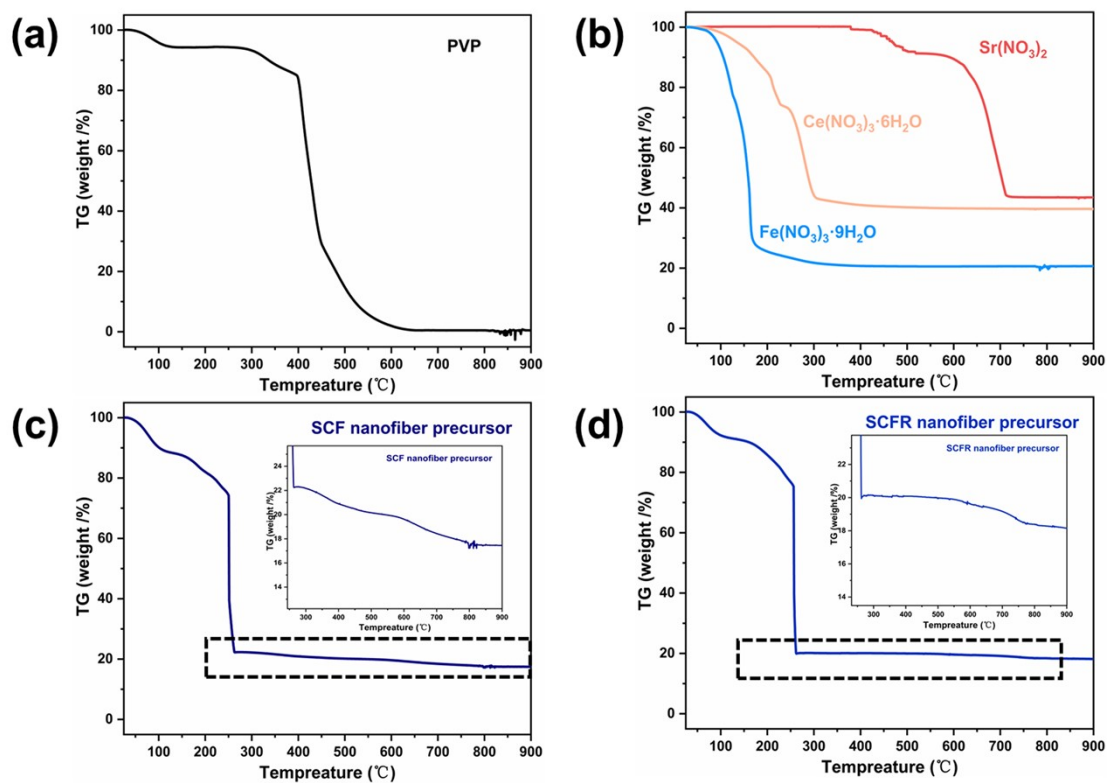 (a)
PVP
TG (weight /%)
100
80
60
40
20
0
100 200 300 400 500 600 700 800 900
Tempreature (℃)
(b)
Sr(NO₃)₂
Ce(NO₃)₃·6H₂O
Fe(NO₃)₃·9H₂O
TG (weight /%)
100
80
60
40
20
0
100 200 300 400 500 600 700 800 900
Tempreature (℃)
(c)
SCF nanofiber precursor
TG (weight /%)
100
80
60
40
20
0
100 200 300 400 500 600 700 800 900
Tempreature (℃)
SCF nanofiber precursor
TG (weight /%)
24
22
20
18
16
14
300 400 500 600 700 800 900
Tempreature (℃)
(d)
SCFR nanofiber precursor
TG (weight /%)
100
80
60
40
20
0
100 200 300 400 500 600 700 800 900
Tempreature (℃)
SCFR nanofiber precursor
TG (weight /%)
22
20
18
16
14
300 400 500 600 700 800 900
Tempreature (℃)